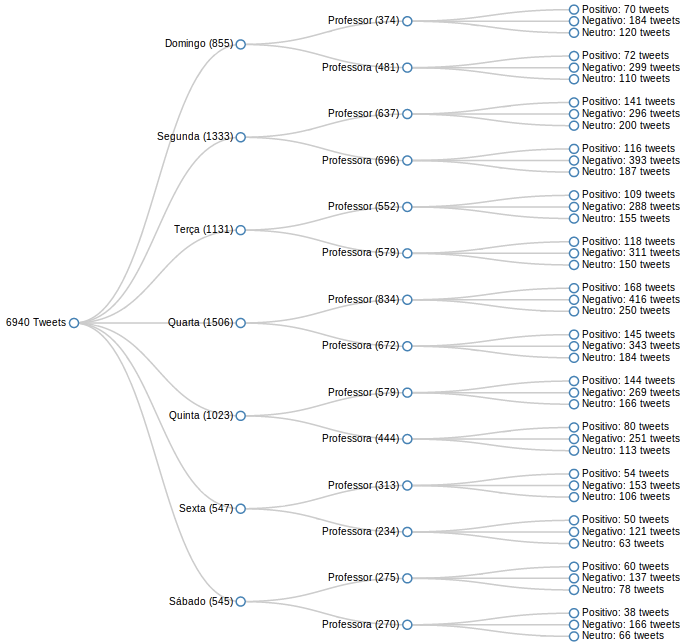 6940 Tweets
Domingo (855)
Professor (374)
Positivo: 70 tweets
Negativo: 184 tweets
Neutro: 120 tweets
Professora (481)
Positivo: 72 tweets
Negativo: 299 tweets
Neutro: 110 tweets
Segunda (1333)
Professor (637)
Positivo: 141 tweets
Negativo: 296 tweets
Neutro: 200 tweets
Professora (696)
Positivo: 116 tweets
Negativo: 393 tweets
Neutro: 187 tweets
Terça (1131)
Professor (552)
Positivo: 109 tweets
Negativo: 288 tweets
Neutro: 155 tweets
Professora (579)
Positivo: 118 tweets
Negativo: 311 tweets
Neutro: 150 tweets
Quarta (1506)
Professor (834)
Positivo: 168 tweets
Negativo: 416 tweets
Neutro: 250 tweets
Professora (672)
Positivo: 145 tweets
Negativo: 343 tweets
Neutro: 184 tweets
Quinta (1023)
Professor (579)
Positivo: 144 tweets
Negativo: 269 tweets
Neutro: 166 tweets
Professora (444)
Positivo: 80 tweets
Negativo: 251 tweets
Neutro: 113 tweets
Sexta (547)
Professor (313)
Positivo: 54 tweets
Negativo: 153 tweets
Neutro: 106 tweets
Professora (234)
Positivo: 50 tweets
Negativo: 121 tweets
Neutro: 63 tweets
Sábado (545)
Professor (275)
Positivo: 60 tweets
Negativo: 137 tweets
Neutro: 78 tweets
Professora (270)
Positivo: 38 tweets
Negativo: 166 tweets
Neutro: 66 tweets